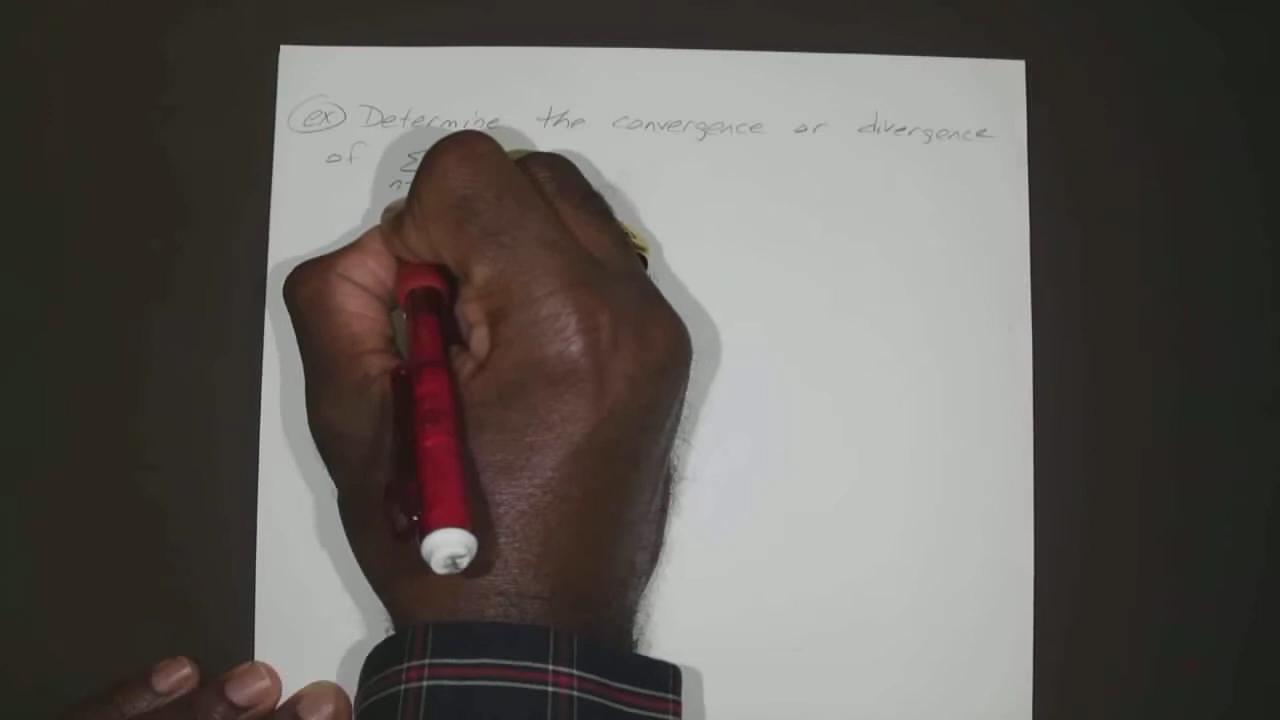 ex Determine the convergence or divergence
of Σ n